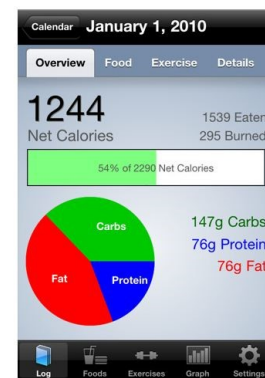 Calendar January 1, 2010
Overview Food Exercise Details
1244
Net Calories
1539 Eaten
295 Burned
54% of 2290 Net Calories
Carbs
Fat
Protein
147g Carbs
76g Protein
76g Fat
Log Foods Exercises Graph Settings